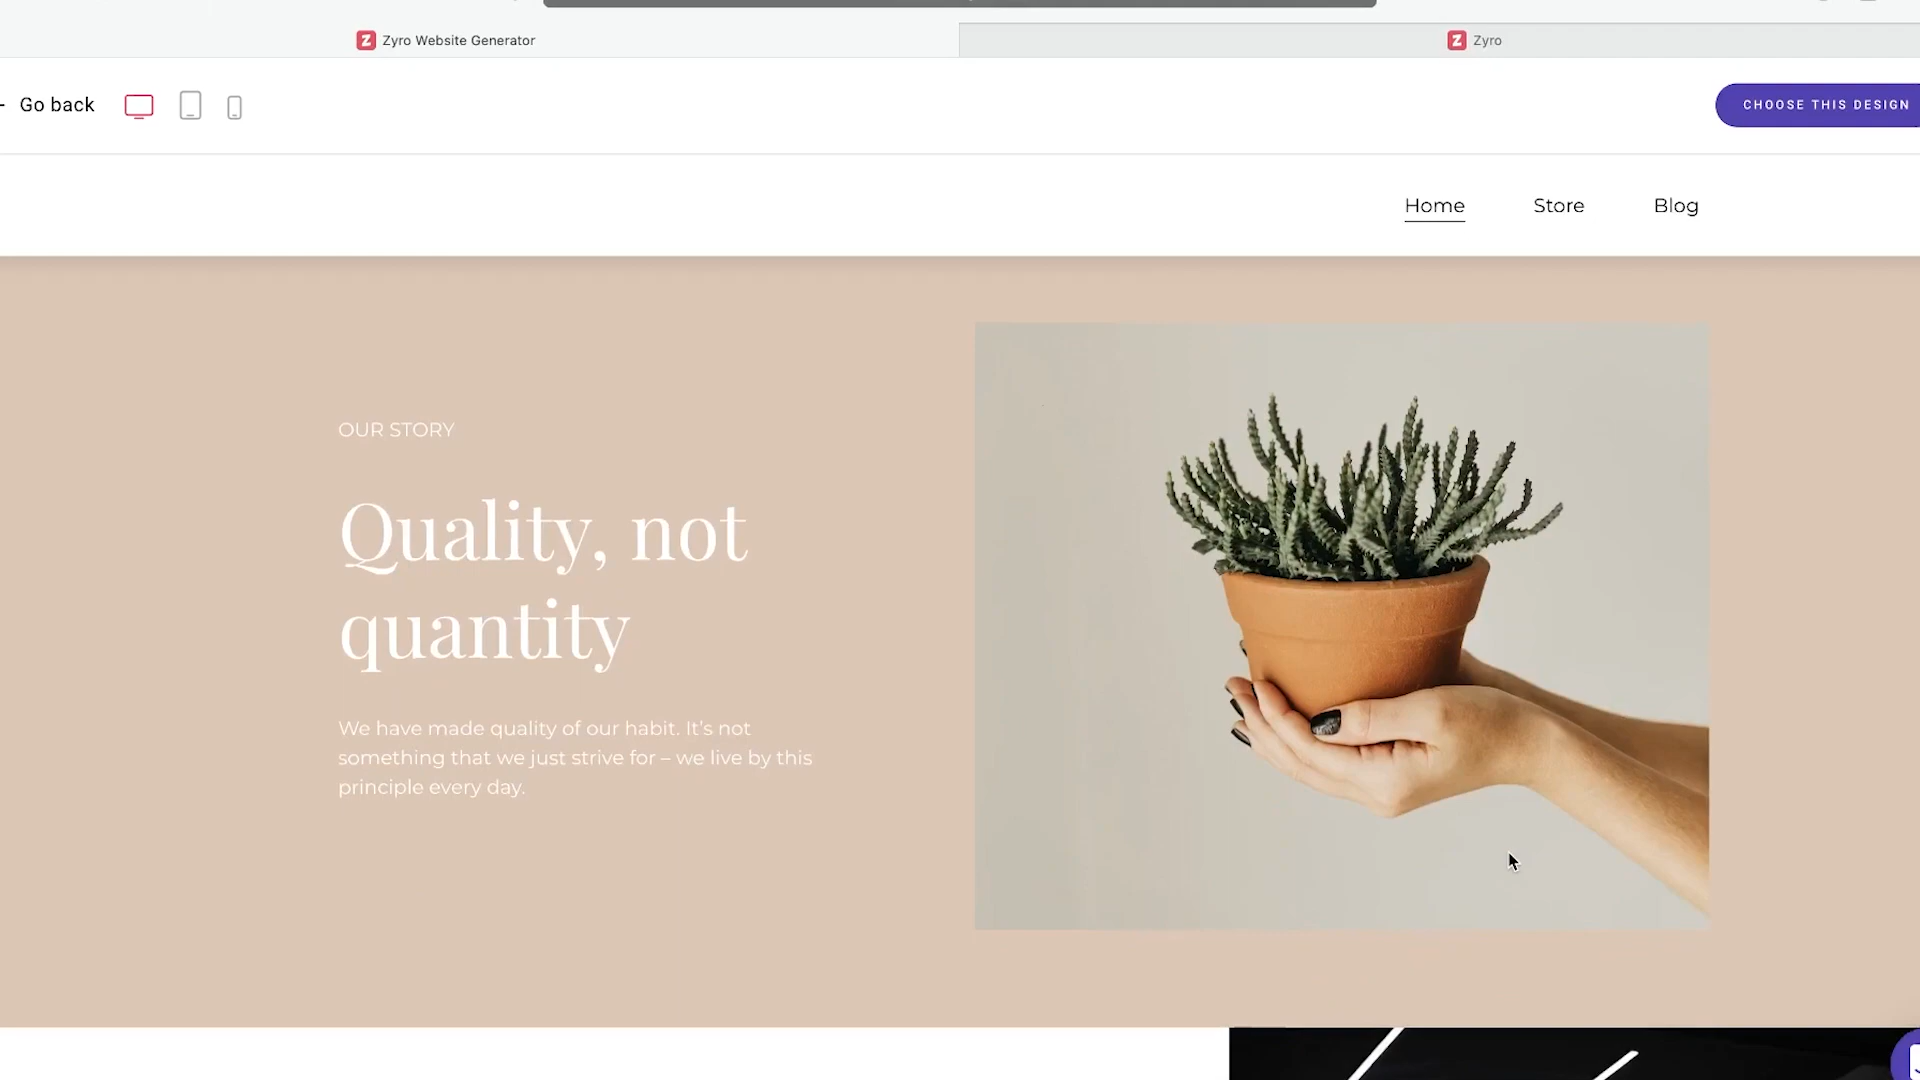 Zyro Website Generator
Zyro
Go back
CHOOSE THIS DESIGN
Home
Store
Blog
OUR STORY
Quality, not
quantity
We have made quality of our habit. It's not
something that we just strive for – we live by this
principle every day.